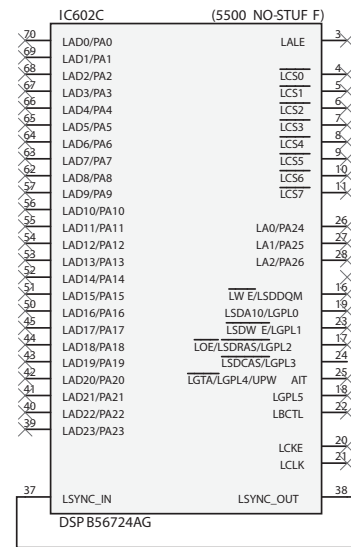 IC602C (5500 NO-STUF F)
70 LAD0/PA0 LALE 3
69 LAD1/PA1
68 LAD2/PA2 LCS0 4
67 LAD3/PA3 LCS1 5
66 LAD4/PA4 LCS2 6
65 LAD5/PA5 LCS3 7
64 LAD6/PA6 LCS4 8
63 LAD7/PA7 LCS5 9
62 LAD8/PA8 LCS6 10
57 LAD9/PA9 LCS7 11
56 LAD10/PA10
55 LAD11/PA11 LA0/PA24 26
54 LAD12/PA12 LA1/PA25 27
53 LAD13/PA13 LA2/PA26 28
52 LAD14/PA14
51 LAD15/PA15 LW E/LSDDQM 16
50 LAD16/PA16 LSDA10/LGPL0 19
45 LAD17/PA17 LSDW E/LGPL1 23
44 LAD18/PA18 LOE/LSDRAS/LGPL2 17
43 LAD19/PA19 LSDCAS/LGPL3 24
42 LAD20/PA20 LGTA/LGPL4/UPW AIT 25
41 LAD21/PA21 LGPL5 18
40 LAD22/PA22 LBCTL 22
39 LAD23/PA23
LCKE 20
LCLK 21
37 LSYNC_IN LSYNC_OUT 38
DSP B56724AG